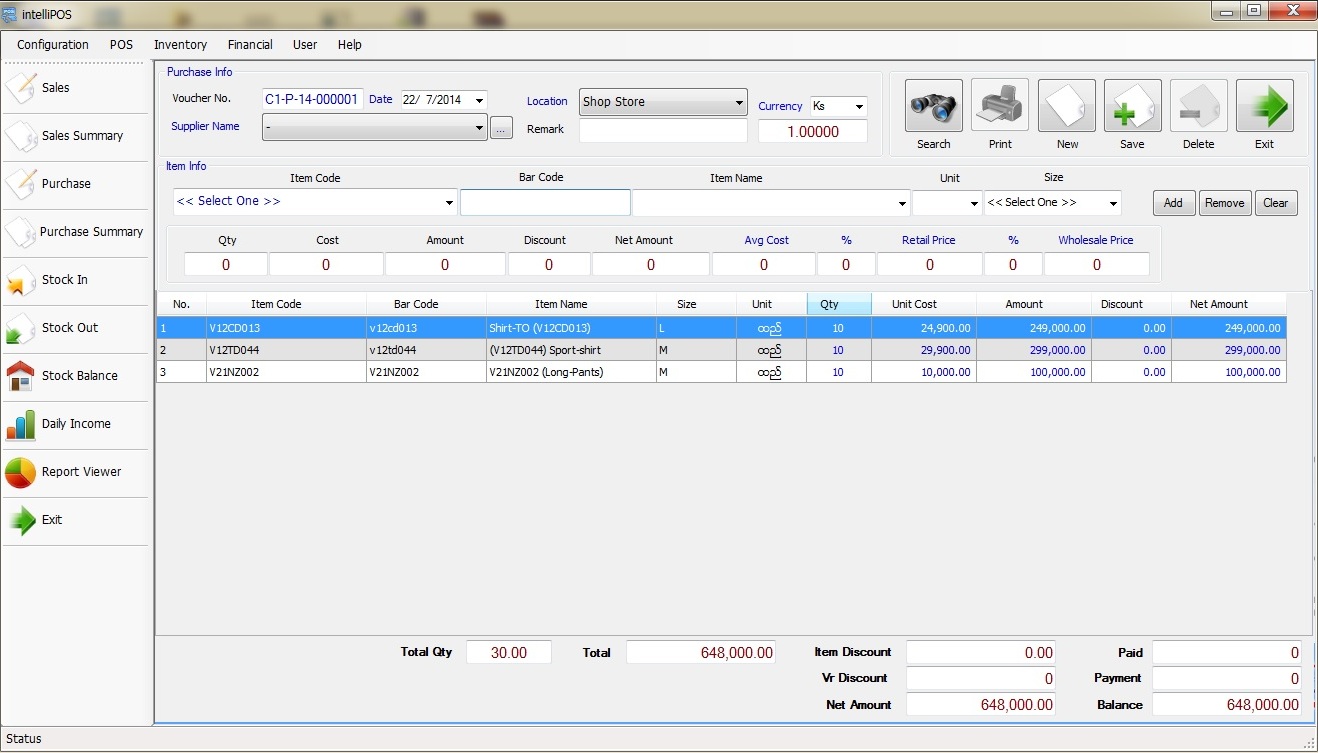 intelliPOS
Configuration POS Inventory Financial User Help
Sales
Sales Summary
Purchase
Purchase Summary
Stock In
Stock Out
Stock Balance
Daily Income
Report Viewer
Exit
Purchase Info
Voucher No. C1-P-14-000001 Date 22/ 7/2014 Location Shop Store Currency Ks
Supplier Name - ... Remark 1.00000
Search Print New Save Delete Exit
Item Info
Item Code Bar Code Item Name Unit Size
<< Select One >> << Select One >> Add Remove Clear
Qty Cost Amount Discount Net Amount Avg Cost % Retail Price % Wholesale Price
0 0 0 0 0 0 0 0 0 0
No. Item Code Bar Code Item Name Size Unit Qty Unit Cost Amount Discount Net Amount
1 V12CD013 v12cd013 Shirt-TO (V12CD013) L ထည် 10 24,900.00 249,000.00 0.00 249,000.00
2 V12TD044 v12td044 (V12TD044) Sport-shirt M ထည် 10 29,900.00 299,000.00 0.00 299,000.00
3 V21NZ002 V21NZ002 V21NZ002 (Long-Pants) M ထည် 10 10,000.00 100,000.00 0.00 100,000.00
Total Qty 30.00 Total 648,000.00 Item Discount 0.00 Paid 0
Vr Discount 0 Payment 0
Net Amount 648,000.00 Balance 648,000.00
Status